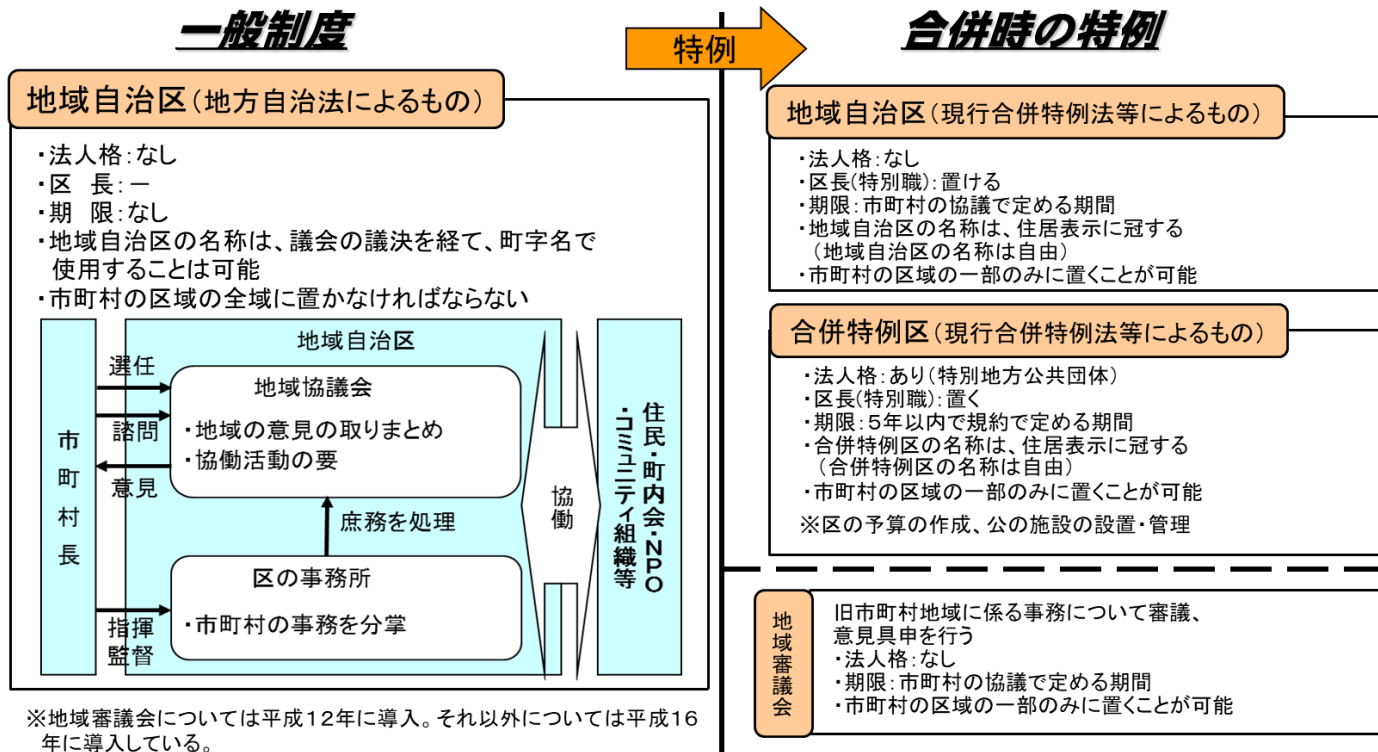 一般制度
特例
合併時の特例
地域自治区(地方自治法によるもの)
・法人格:なし
・区 長:－
・期 限:なし
・地域自治区の名称は、議会の議決を経て、町字名で
使用することは可能
・市町村の区域の全域に置かなければならない
市町村長
選任
諮問
意見
指揮
監督
地域自治区
地域協議会
・地域の意見の取りまとめ
・協働活動の要
庶務を処理
区の事務所
・市町村の事務を分掌
協働
住民・町内会・NPO
・コミュニティ組織等
※地域審議会については平成12年に導入。それ以外については平成16
年に導入している。
地域自治区(現行合併特例法等によるもの)
・法人格:なし
・区長(特別職):置ける
・期限:市町村の協議で定める期間
・地域自治区の名称は、住居表示に冠する
(地域自治区の名称は自由)
・市町村の区域の一部のみに置くことが可能
合併特例区(現行合併特例法等によるもの)
・法人格:あり(特別地方公共団体)
・区長(特別職):置く
・期限:5年以内で規約で定める期間
・合併特例区の名称は、住居表示に冠する
(合併特例区の名称は自由)
・市町村の区域の一部のみに置くことが可能
※区の予算の作成、公の施設の設置・管理
地域審議会
旧市町村地域に係る事務について審議、
意見具申を行う
・法人格:なし
・期限:市町村の協議で定める期間
・市町村の区域の一部のみに置くことが可能